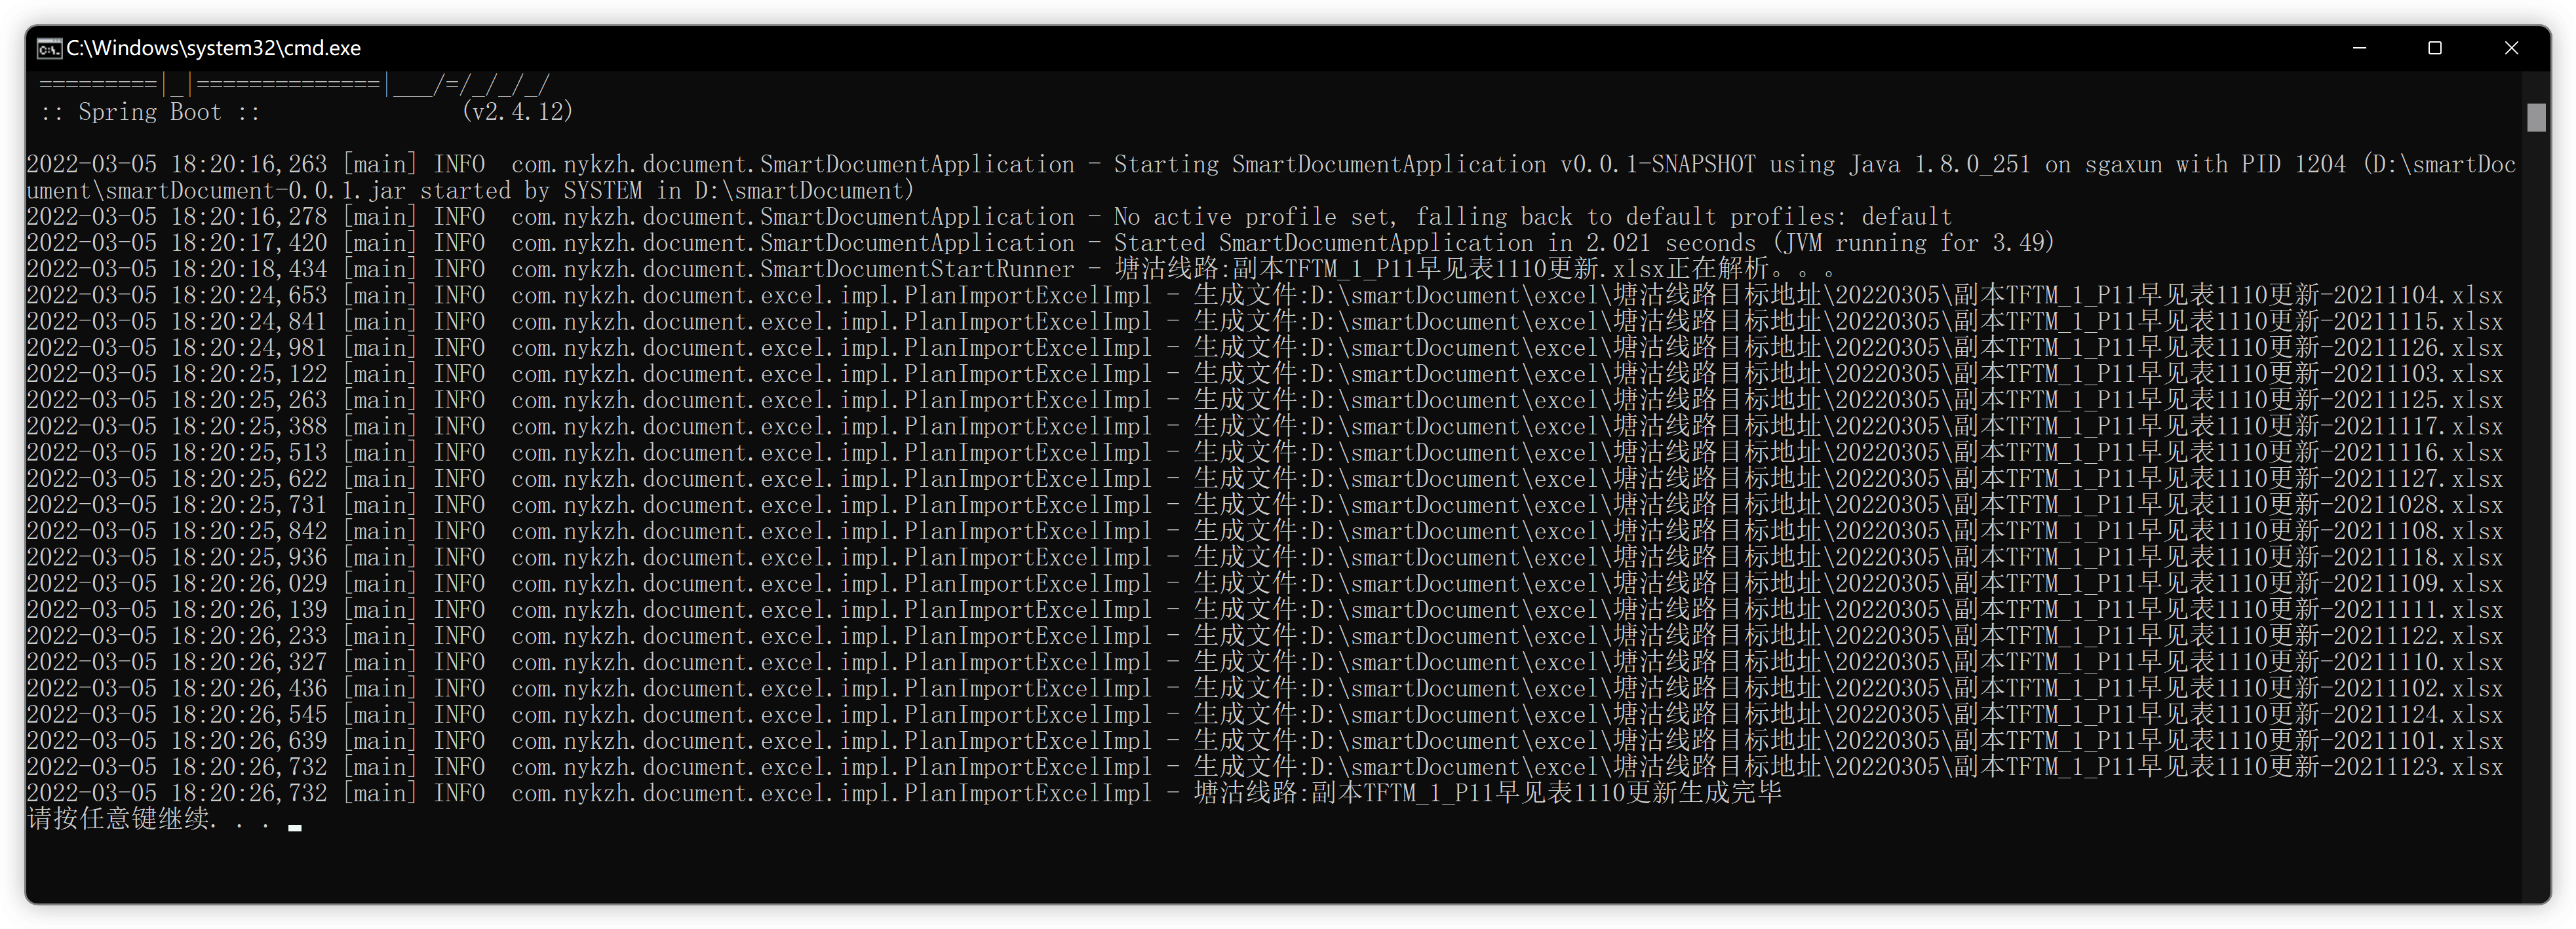 C:\Windows\system32\cmd.exe
=========|_|==============|___/=/_/_/_/
:: Spring Boot ::                (v2.4.12)
2022-03-05 18:20:16,263 [main] INFO  com.nykzh.document.SmartDocumentApplication - Starting SmartDocumentApplication v0.0.1-SNAPSHOT using Java 1.8.0_251 on sgaxun with PID 1204 (D:\smartDoc
ument\smartDocument-0.0.1.jar started by SYSTEM in D:\smartDocument)
2022-03-05 18:20:16,278 [main] INFO  com.nykzh.document.SmartDocumentApplication - No active profile set, falling back to default profiles: default
2022-03-05 18:20:17,420 [main] INFO  com.nykzh.document.SmartDocumentApplication - Started SmartDocumentApplication in 2.021 seconds (JVM running for 3.49)
2022-03-05 18:20:18,434 [main] INFO  com.nykzh.document.SmartDocumentStartRunner - 塘沽线路:副本TFTM_1_P11早见表1110更新.xlsx正在解析。。。
2022-03-05 18:20:24,653 [main] INFO  com.nykzh.document.excel.impl.PlanImportExcelImpl - 生成文件:D:\smartDocument\excel\塘沽线路目标地址\20220305\副本TFTM_1_P11早见表1110更新-20211104.xlsx
2022-03-05 18:20:24,841 [main] INFO  com.nykzh.document.excel.impl.PlanImportExcelImpl - 生成文件:D:\smartDocument\excel\塘沽线路目标地址\20220305\副本TFTM_1_P11早见表1110更新-20211115.xlsx
2022-03-05 18:20:24,981 [main] INFO  com.nykzh.document.excel.impl.PlanImportExcelImpl - 生成文件:D:\smartDocument\excel\塘沽线路目标地址\20220305\副本TFTM_1_P11早见表1110更新-20211126.xlsx
2022-03-05 18:20:25,122 [main] INFO  com.nykzh.document.excel.impl.PlanImportExcelImpl - 生成文件:D:\smartDocument\excel\塘沽线路目标地址\20220305\副本TFTM_1_P11早见表1110更新-20211103.xlsx
2022-03-05 18:20:25,263 [main] INFO  com.nykzh.document.excel.impl.PlanImportExcelImpl - 生成文件:D:\smartDocument\excel\塘沽线路目标地址\20220305\副本TFTM_1_P11早见表1110更新-20211125.xlsx
2022-03-05 18:20:25,388 [main] INFO  com.nykzh.document.excel.impl.PlanImportExcelImpl - 生成文件:D:\smartDocument\excel\塘沽线路目标地址\20220305\副本TFTM_1_P11早见表1110更新-20211117.xlsx
2022-03-05 18:20:25,513 [main] INFO  com.nykzh.document.excel.impl.PlanImportExcelImpl - 生成文件:D:\smartDocument\excel\塘沽线路目标地址\20220305\副本TFTM_1_P11早见表1110更新-20211116.xlsx
2022-03-05 18:20:25,622 [main] INFO  com.nykzh.document.excel.impl.PlanImportExcelImpl - 生成文件:D:\smartDocument\excel\塘沽线路目标地址\20220305\副本TFTM_1_P11早见表1110更新-20211127.xlsx
2022-03-05 18:20:25,731 [main] INFO  com.nykzh.document.excel.impl.PlanImportExcelImpl - 生成文件:D:\smartDocument\excel\塘沽线路目标地址\20220305\副本TFTM_1_P11早见表1110更新-20211028.xlsx
2022-03-05 18:20:25,842 [main] INFO  com.nykzh.document.excel.impl.PlanImportExcelImpl - 生成文件:D:\smartDocument\excel\塘沽线路目标地址\20220305\副本TFTM_1_P11早见表1110更新-20211108.xlsx
2022-03-05 18:20:25,936 [main] INFO  com.nykzh.document.excel.impl.PlanImportExcelImpl - 生成文件:D:\smartDocument\excel\塘沽线路目标地址\20220305\副本TFTM_1_P11早见表1110更新-20211118.xlsx
2022-03-05 18:20:26,029 [main] INFO  com.nykzh.document.excel.impl.PlanImportExcelImpl - 生成文件:D:\smartDocument\excel\塘沽线路目标地址\20220305\副本TFTM_1_P11早见表1110更新-20211109.xlsx
2022-03-05 18:20:26,139 [main] INFO  com.nykzh.document.excel.impl.PlanImportExcelImpl - 生成文件:D:\smartDocument\excel\塘沽线路目标地址\20220305\副本TFTM_1_P11早见表1110更新-20211111.xlsx
2022-03-05 18:20:26,233 [main] INFO  com.nykzh.document.excel.impl.PlanImportExcelImpl - 生成文件:D:\smartDocument\excel\塘沽线路目标地址\20220305\副本TFTM_1_P11早见表1110更新-20211122.xlsx
2022-03-05 18:20:26,327 [main] INFO  com.nykzh.document.excel.impl.PlanImportExcelImpl - 生成文件:D:\smartDocument\excel\塘沽线路目标地址\20220305\副本TFTM_1_P11早见表1110更新-20211110.xlsx
2022-03-05 18:20:26,436 [main] INFO  com.nykzh.document.excel.impl.PlanImportExcelImpl - 生成文件:D:\smartDocument\excel\塘沽线路目标地址\20220305\副本TFTM_1_P11早见表1110更新-20211102.xlsx
2022-03-05 18:20:26,545 [main] INFO  com.nykzh.document.excel.impl.PlanImportExcelImpl - 生成文件:D:\smartDocument\excel\塘沽线路目标地址\20220305\副本TFTM_1_P11早见表1110更新-20211124.xlsx
2022-03-05 18:20:26,639 [main] INFO  com.nykzh.document.excel.impl.PlanImportExcelImpl - 生成文件:D:\smartDocument\excel\塘沽线路目标地址\20220305\副本TFTM_1_P11早见表1110更新-20211101.xlsx
2022-03-05 18:20:26,732 [main] INFO  com.nykzh.document.excel.impl.PlanImportExcelImpl - 生成文件:D:\smartDocument\excel\塘沽线路目标地址\20220305\副本TFTM_1_P11早见表1110更新-20211123.xlsx
2022-03-05 18:20:26,732 [main] INFO  com.nykzh.document.excel.impl.PlanImportExcelImpl - 塘沽线路:副本TFTM_1_P11早见表1110更新生成完毕
请按任意键继续. . .